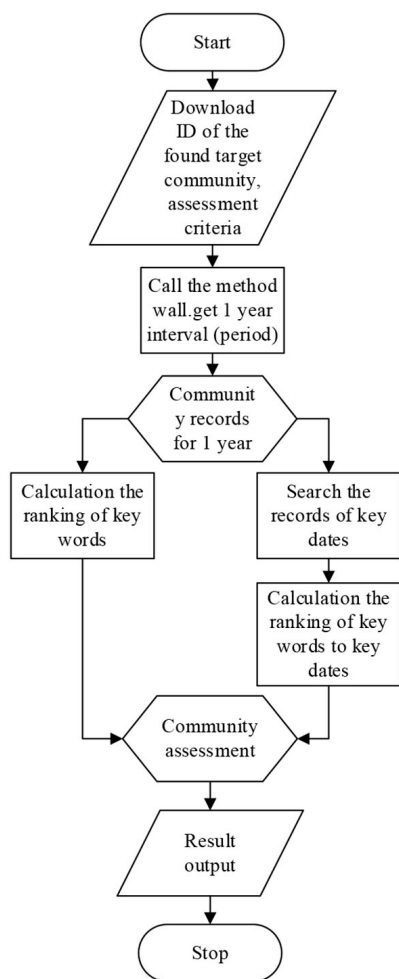 Start
Download
ID of the
found target
community,
assessment
criteria
Call the method
wall.get 1 year
interval (period)
Communit
y records
for 1 year
Calculation the
ranking of key
words
Search the
records of key
dates
Calculation the
ranking of key
words to key
dates
Community
assessment
Result
output
Stop